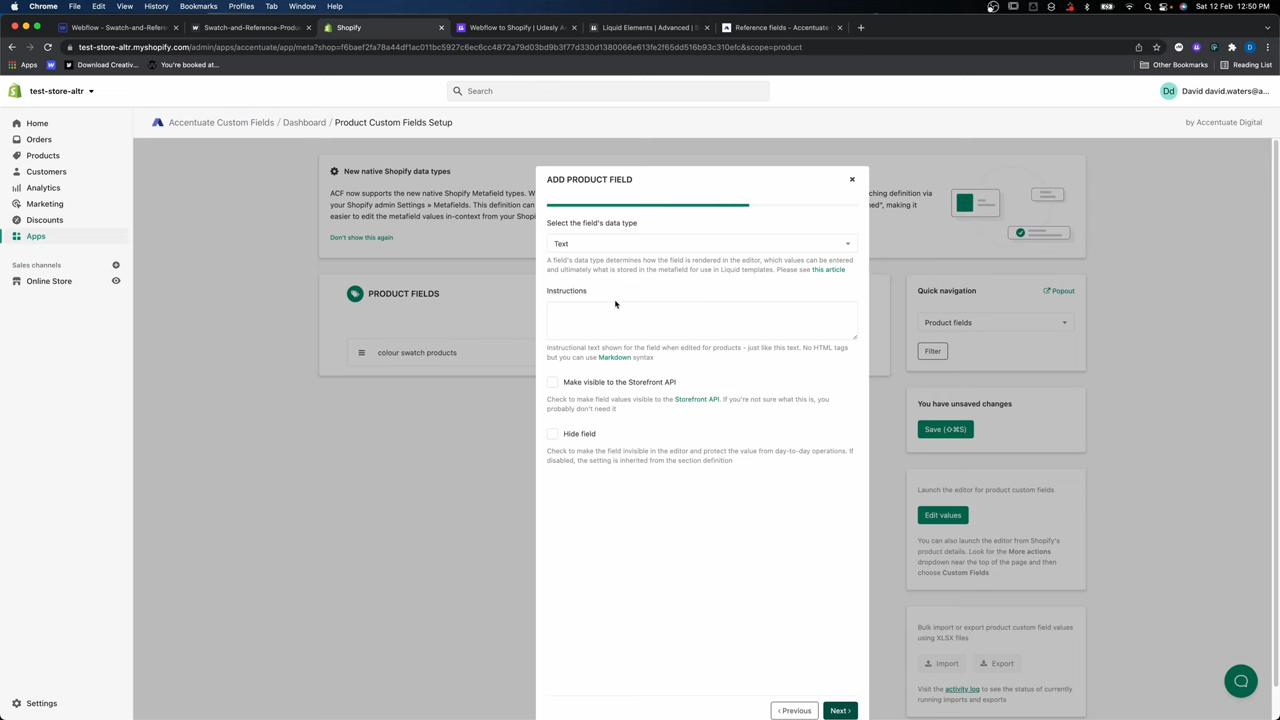 Chrome File Edit View History Bookmarks Profiles Tab Window Help
Sat 12 Feb 12:50 PM
Webflow - Swatch-and-Refere
Swatch-and-Reference-Produ
Shopify
Webflow to Shopify | Udesly A
Liquid Elements | Advanced | S
Reference fields - Accentuate
test-store-altr.myshopify.com/admin/apps/accentuate/app/meta?shop=f6baef2fa78a44df1ac011bc5927c6ec6cc4872a79d03bd9b3f77d330d1380066e613fe2f65dd516b93c310efc&scope=product
Apps
Download Creativ...
You're booked at...
Other Bookmarks
Reading List
test-store-altr
Search
Dd
David david.waters@a...
Home
Orders
Products
Customers
Analytics
Marketing
Discounts
Apps
Sales channels
Online Store
Settings
Accentuate Custom Fields / Dashboard / Product Custom Fields Setup
by Accentuate Digital
New native Shopify data types
ACF now supports the new native Shopify Metafield types. W
Your Shopify admin Settings » Metafields. This definition can
easier to edit the metafield values in-context from your Shopi
ching definition via
ned", making it
Don't show this again
PRODUCT FIELDS
colour swatch products
ADD PRODUCT FIELD
Select the field's data type
Text
A field's data type determines how the field is rendered in the editor, which values can be entered
and ultimately what is stored in the metafield for use in Liquid templates. Please see this article
Instructions
Instructional text shown for the field when edited for products - just like this text. No HTML tags
but you can use Markdown syntax
Make visible to the Storefront API
Check to make field values visible to the Storefront API. If you're not sure what this is, you
probably don't need it
Hide field
Check to make the field invisible in the editor and protect the value from day-to-day operations. If
disabled, the setting is inherited from the section definition
‹ Previous
Next ›
Quick navigation
Popout
Product fields
Filter
You have unsaved changes
Save (⇧⌘S)
Launch the editor for product custom fields
Edit values
You can also launch the editor from Shopify's
product details. Look for the More actions
dropdown near the top of the page and then
choose Custom Fields
Bulk import or export product custom field values
using XLSX files
Import
Export
Visit the activity log to see the status of currently
running imports and exports